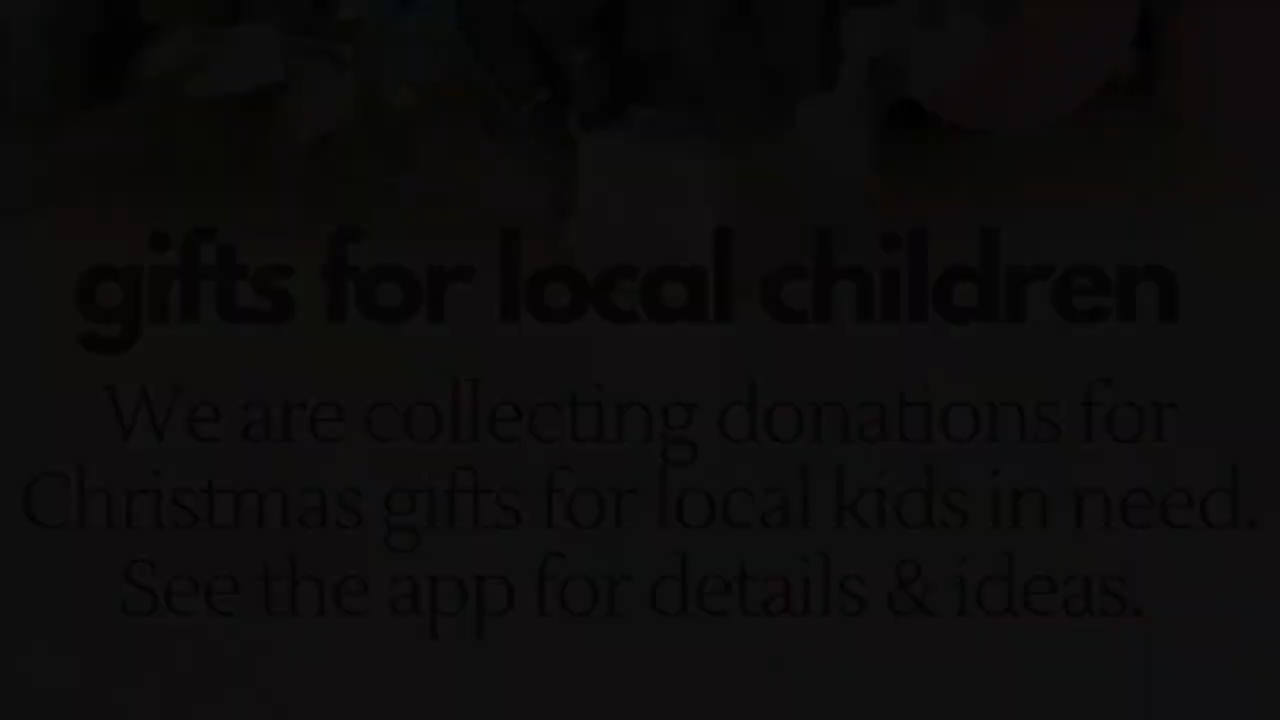 gifts for local children
We are collecting donations for
Christmas gifts for local kids in need.
See the app for details & ideas.